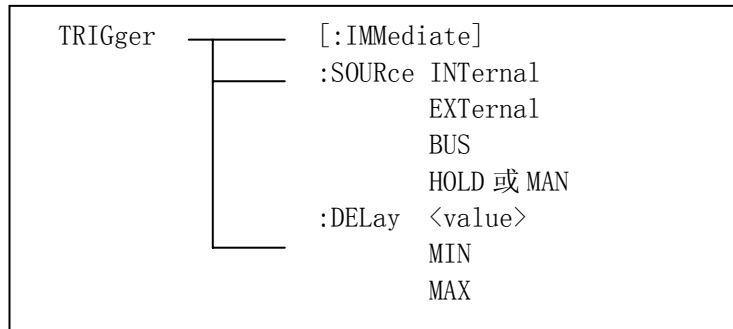 TRIGger [:IMMediate]
:SOURce INTernal
EXTernal
BUS
HOLD 或 MAN
:DELay <value>
MIN
MAX